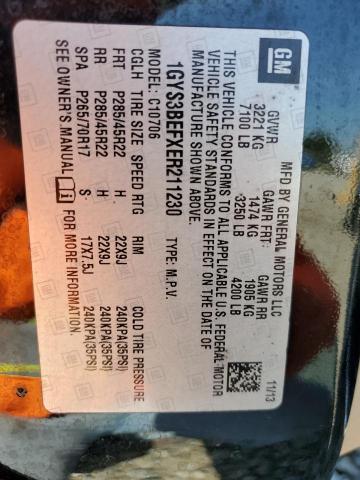 GM
MFD BY GENERAL MOTORS LLC
11/13
GVWR GAWR FRT: GAWR RR
3221 KG 1474 KG 1905 KG
7100 LB 3250 LB 4200 LB
THIS VEHICLE CONFORMS TO ALL APPLICABLE U.S. FEDERAL MOTOR
VEHICLE SAFETY STANDARDS IN EFFECT ON THE DATE OF
MANUFACTURE SHOWN ABOVE.
1GYS3BEFXER211230 TYPE: M.P.V.
MODEL: C10706
CGLH TIRE SIZE SPEED RTG RIM COLD TIRE PRESSURE
FRT P285/45R22 H 22X9J 240KPA(35PSI)
RR P285/45R22 H 22X9J 240KPA(35PSI)
SPA P265/70R17 S 17X7.5J 240KPA(35PSI)
SEE OWNER'S MANUAL FOR MORE INFORMATION.